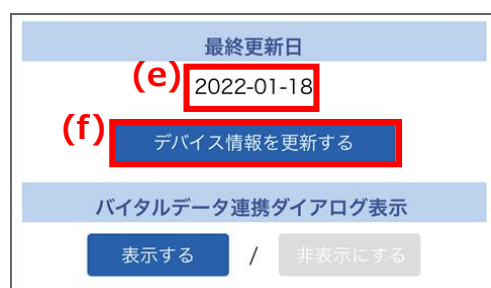 最終更新日
(e) 2022-01-18
(f) デバイス情報を更新する
バイタルデータ連携ダイアログ表示
表示する / 非表示にする